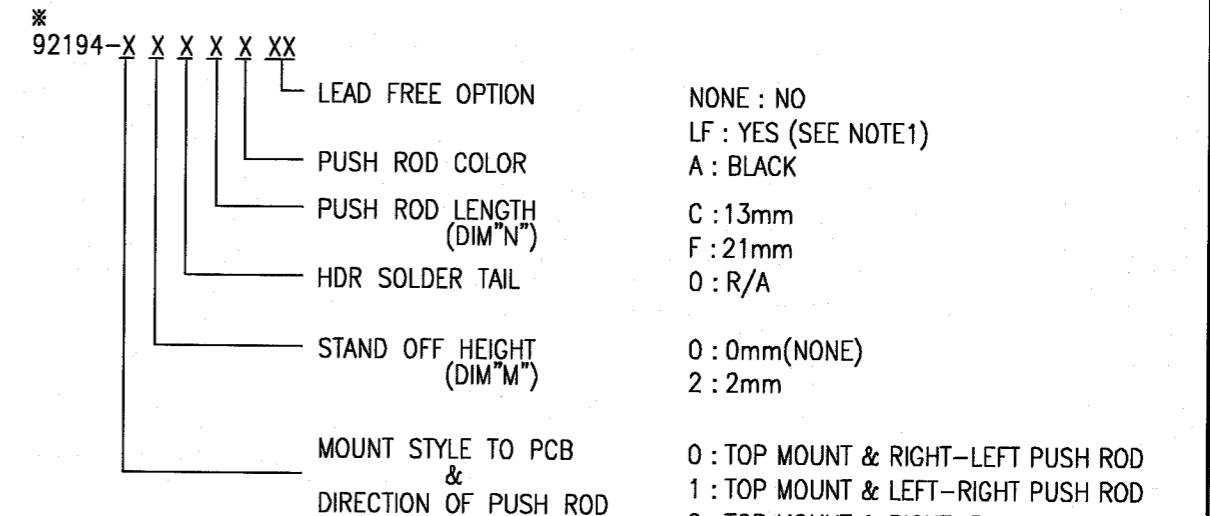 ※
92194-X X X X X XX
LEAD FREE OPTION
NONE : NO
LF : YES (SEE NOTE1)
PUSH ROD COLOR
A : BLACK
PUSH ROD LENGTH
(DIM"N")
C : 13mm
F : 21mm
HDR SOLDER TAIL
0 : R/A
STAND OFF HEIGHT
(DIM"M")
0 : 0mm(NONE)
2 : 2mm
MOUNT STYLE TO PCB
&
DIRECTION OF PUSH ROD
0 : TOP MOUNT & RIGHT-LEFT PUSH ROD
1 : TOP MOUNT & LEFT-RIGHT PUSH ROD